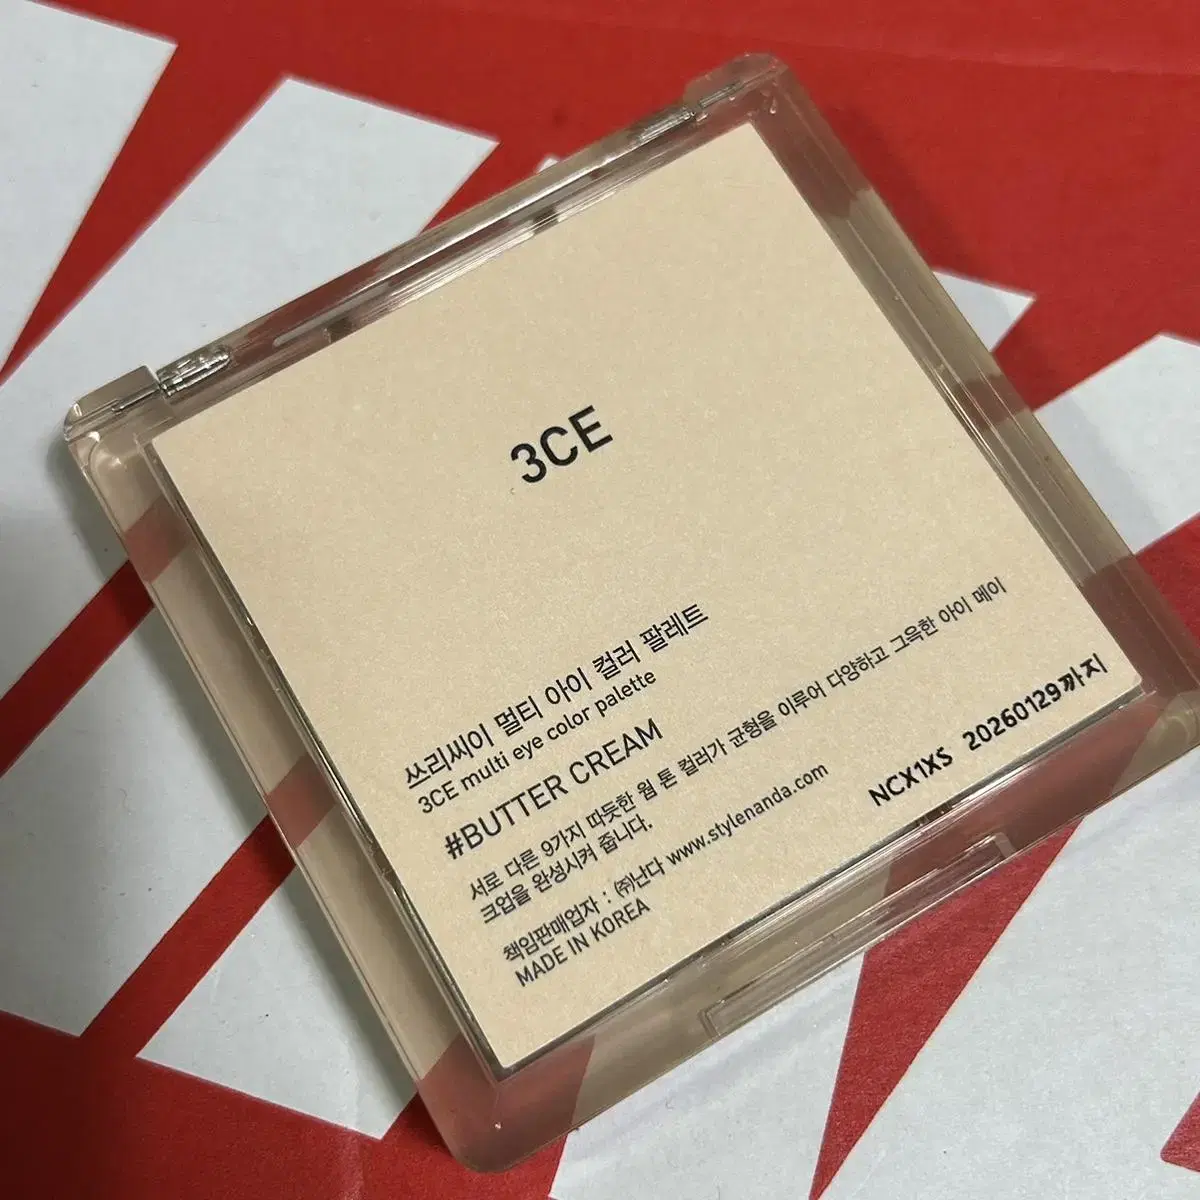 3CE
쓰리씨이 멀티 아이 컬러 팔레트
3CE multi eye color palette
#BUTTER CREAM
서로 다른 9가지 따듯한 웜 톤 컬러가 균형을 이루어 다양하고 그윽한 아이 메이
크업을 완성시켜 줍니다.
책임판매업자 : ㈜난다 www.stylenanda.com
MADE IN KOREA
NCX1XS 20260129까지